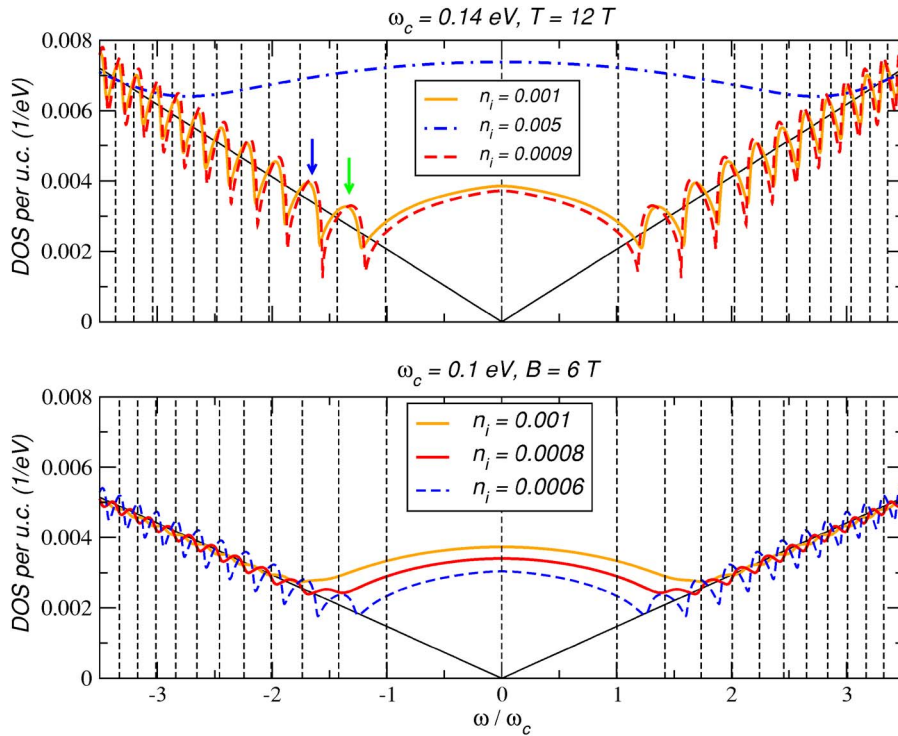 ω_c = 0.14 eV, T = 12 T
DOS per u.c. (1/eV)
0.008
0.006
0.004
0.002
0
n_i = 0.001
n_i = 0.005
n_i = 0.0009
ω_c = 0.1 eV, B = 6 T
DOS per u.c. (1/eV)
0.008
0.006
0.004
0.002
0
n_i = 0.001
n_i = 0.0008
n_i = 0.0006
-3 -2 -1 0 1 2 3
ω / ω_c